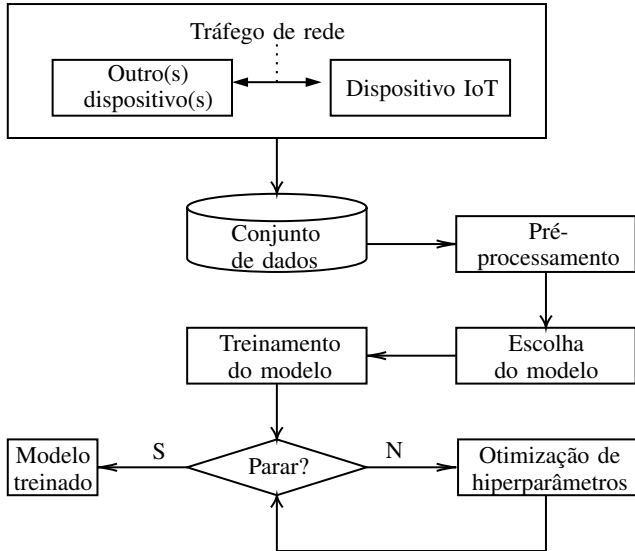 Tráfego de rede
Outro(s)
dispositivo(s)
Dispositivo IoT
Conjunto
de dados
Pré-
processamento
Treinamento
do modelo
Escolha
do modelo
Modelo
treinado
S
Parar?
N
Otimização de
hiperparâmetros